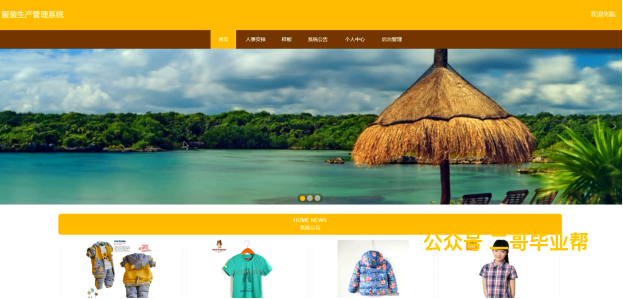 服装生产管理系统
欢迎光临
首页
人事安排
样板
系统公告
个人中心
后台管理
HOME NEWS
系统公告
公众号 二哥毕业帮